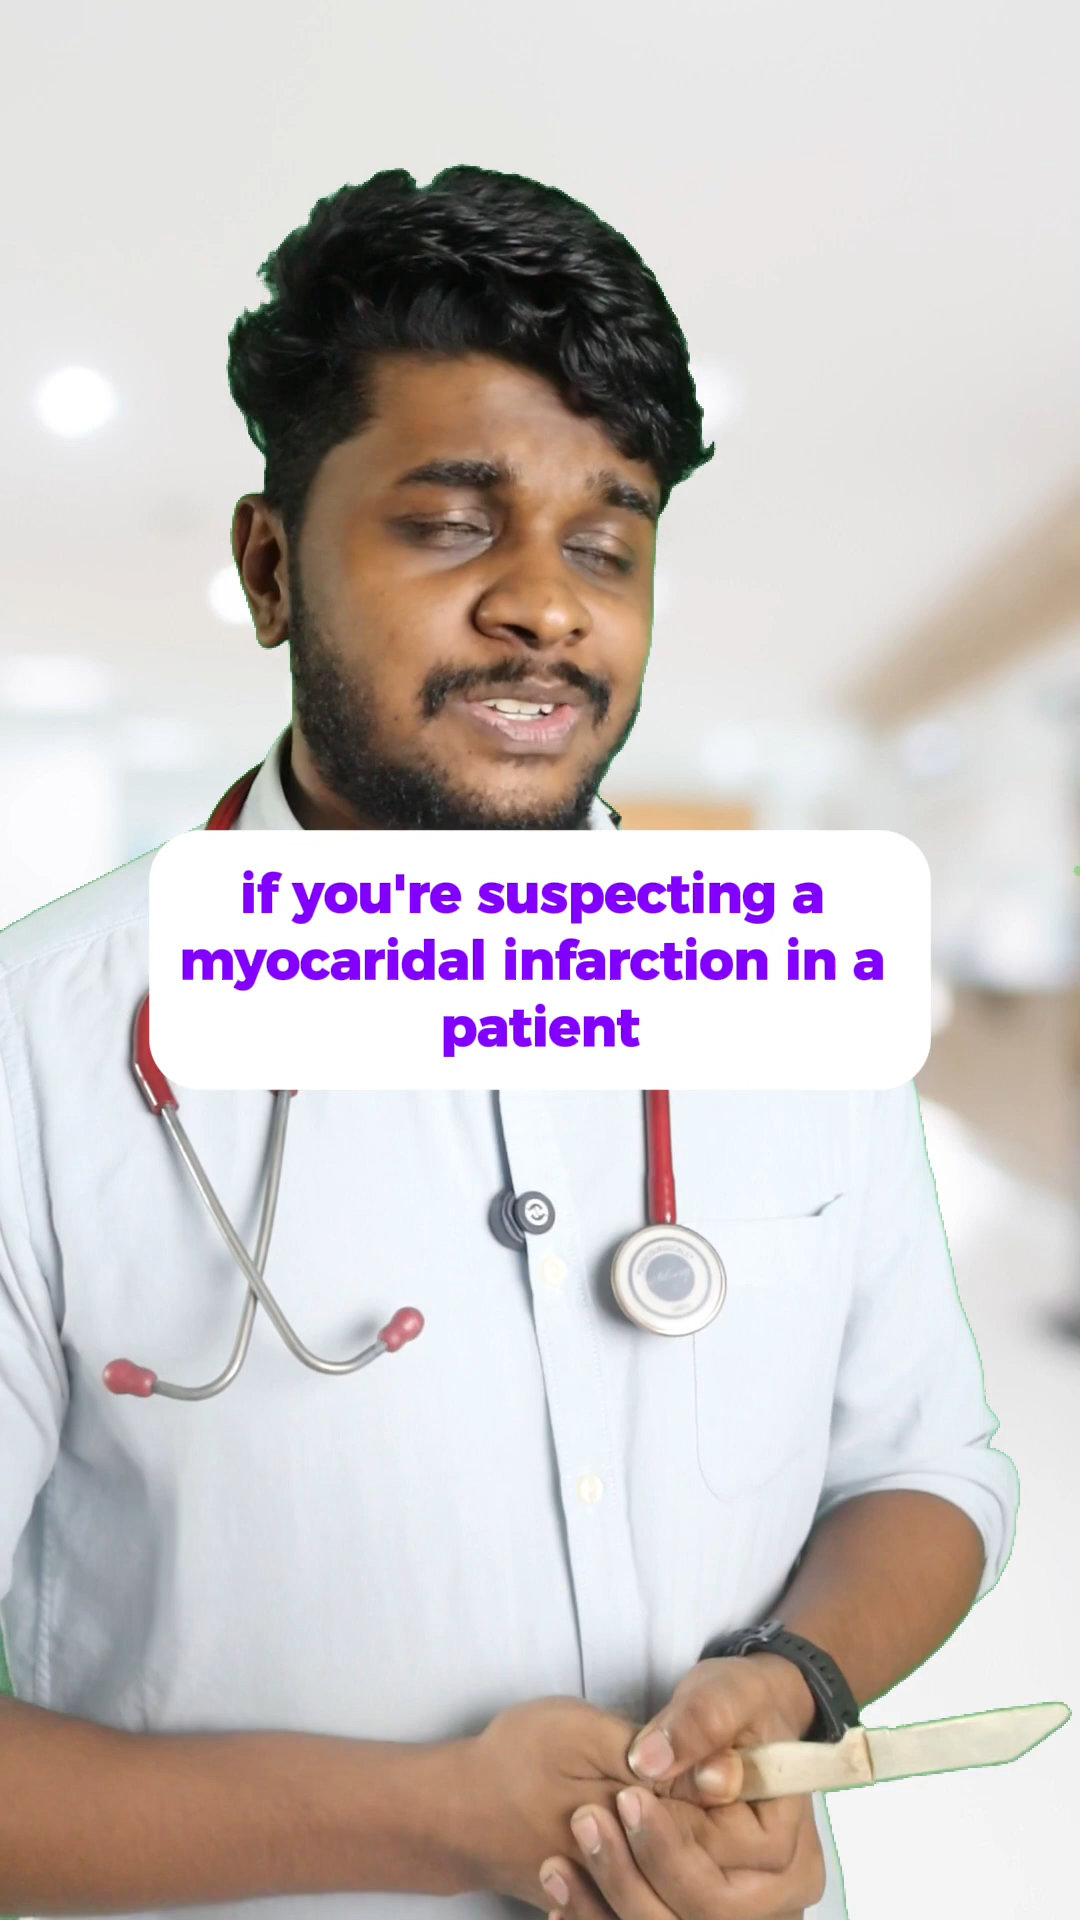 if you're suspecting a
myocaridal infarction in a
patient